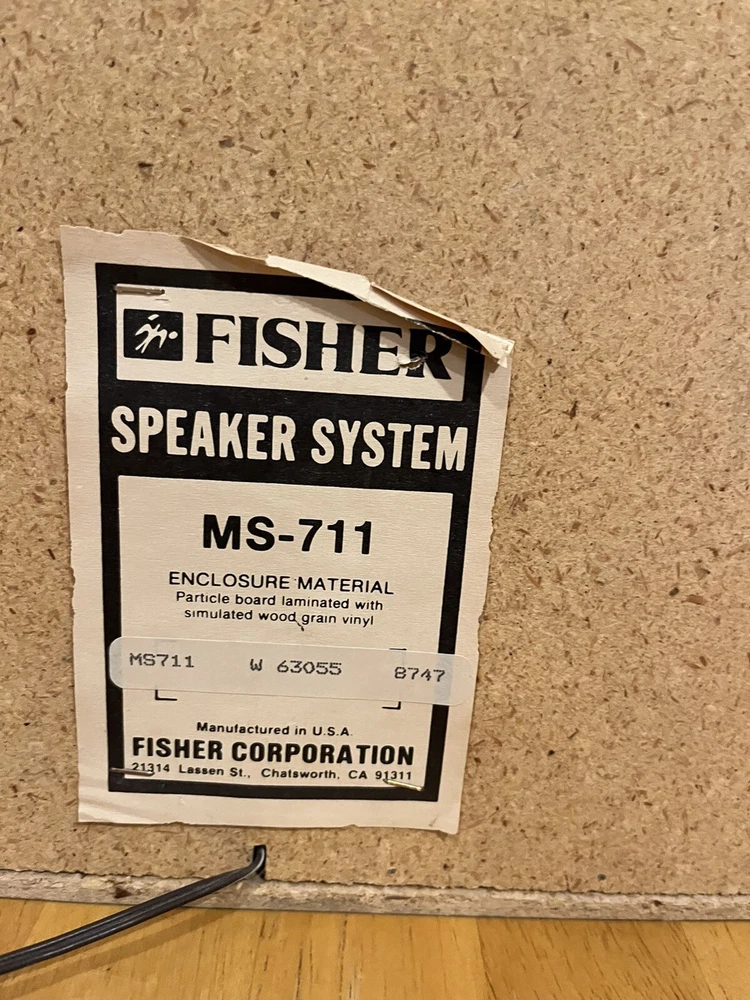 FISHER
SPEAKER SYSTEM
MS-711
ENCLOSURE MATERIAL
Particle board laminated with
simulated wood grain vinyl
MS711 W 63055 8747
Manufactured in U.S.A.
FISHER CORPORATION
21314 Lassen St., Chatsworth, CA 91311